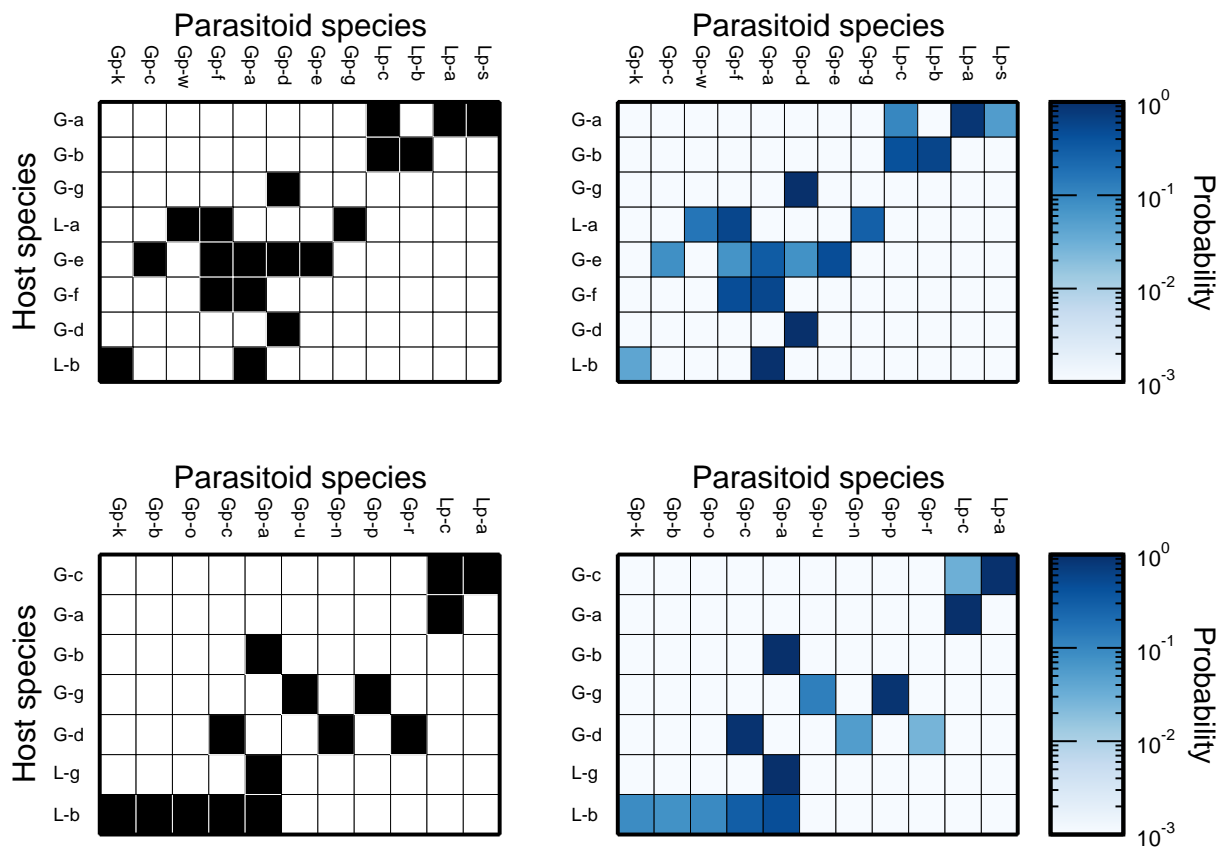 Parasitoid species
Gp-k Gp-c Gp-w Gp-f Gp-a Gp-d Gp-e Gp-g Lp-c Lp-b Lp-a Lp-s
Host species
G-a
G-b
G-g
L-a
G-e
G-f
G-d
L-b
Parasitoid species
Gp-k Gp-c Gp-w Gp-f Gp-a Gp-d Gp-e Gp-g Lp-c Lp-b Lp-a Lp-s
10^0
10^-1
10^-2
10^-3
Probability
Parasitoid species
Gp-k Gp-b Gp-o Gp-c Gp-a Gp-u Gp-n Gp-p Gp-r Lp-c Lp-a
Host species
G-c
G-a
G-b
G-g
G-d
L-g
L-b
Parasitoid species
Gp-k Gp-b Gp-o Gp-c Gp-a Gp-u Gp-n Gp-p Gp-r Lp-c Lp-a
10^0
10^-1
10^-2
10^-3
Probability